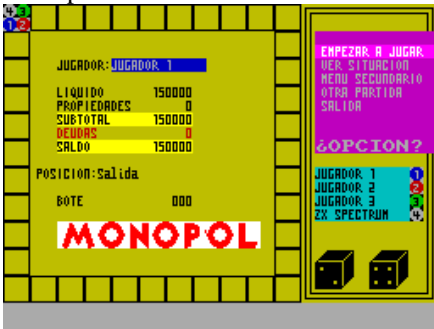 4 3
1 2
JUGADOR: JUGADOR 1
LIQUIDO 150000
PROPIEDADES 0
SUBTOTAL 150000
DEUDAS 0
SALDO 150000
POSICION:Salida
BOTE 000
MONOPOL
EMPEZAR A JUGAR
VER SITUACION
MENU SECUNDARIO
OTRA PARTIDA
SALIDA
¿OPCION?
JUGADOR 1 1
JUGADOR 2 2
JUGADOR 3 3
ZX SPECTRUM 4